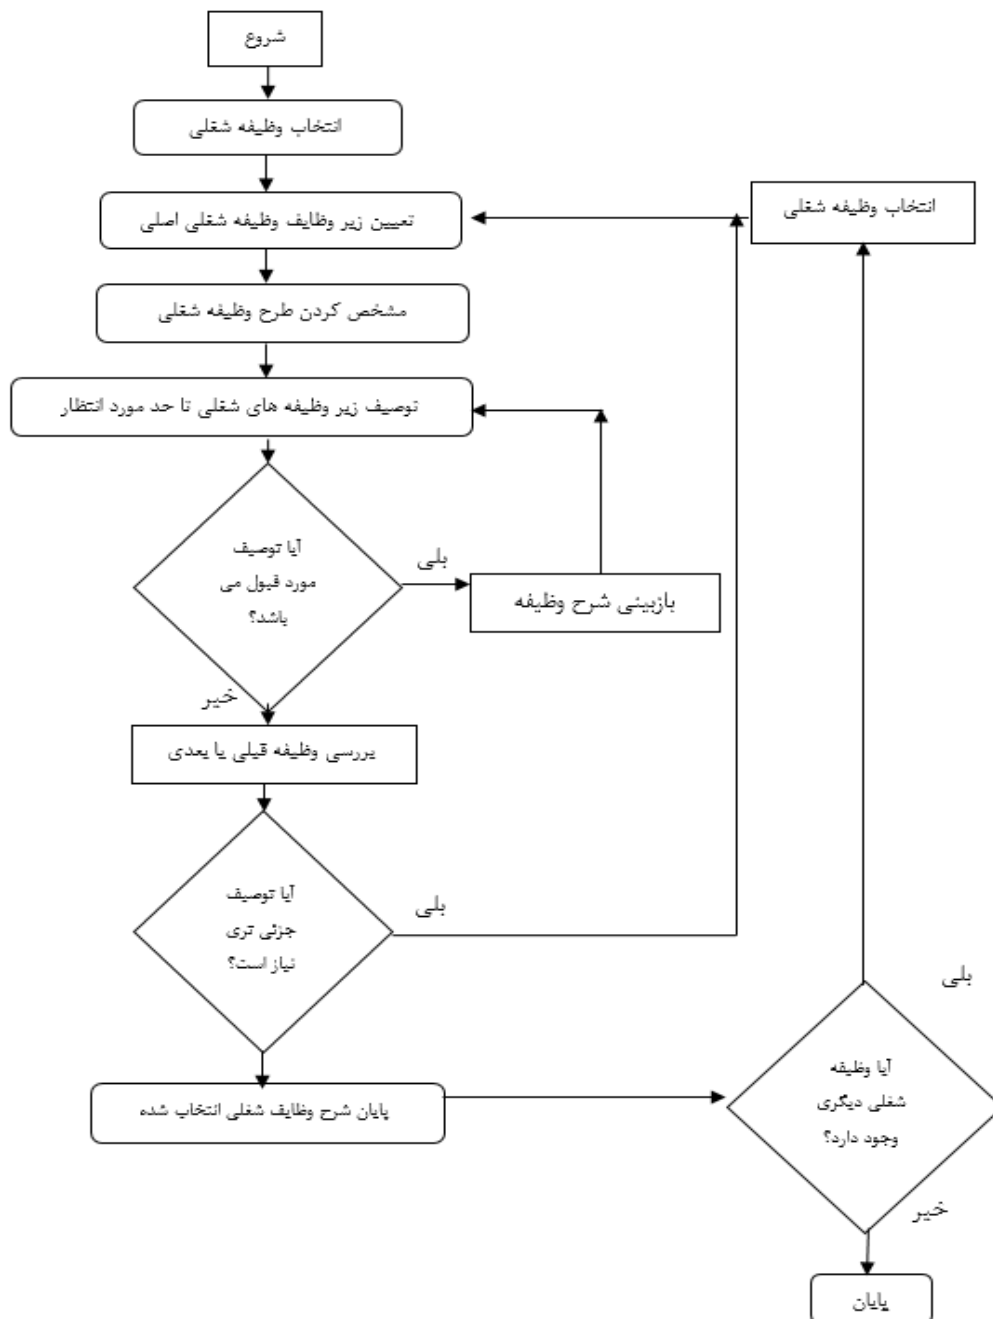 شروع
انتخاب وظیفه شغلی
تعیین زیر وظایف وظیفه شغلی اصلی
انتخاب وظیفه شغلی
مشخص کردن طرح وظیفه شغلی
توصیف زیر وظیفه های شغلی تا حد مورد انتظار
آیا توصیف
مورد قبول می
باشد؟
بلی
بازبینی شرح وظیفه
خیر
بررسی وظیفه قبلی یا بعدی
آیا توصیف
جزئی تری
نیاز است؟
بلی
پایان شرح وظایف شغلی انتخاب شده
آیا وظیفه
شغلی دیگری
وجود دارد؟
بلی
خیر
پایان